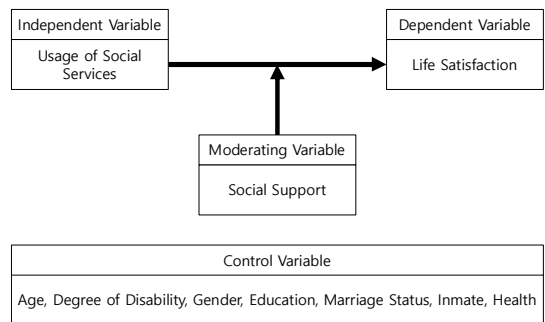 Independent Variable
Usage of Social
Services
Dependent Variable
Life Satisfaction
Moderating Variable
Social Support
Control Variable
Age, Degree of Disability, Gender, Education, Marriage Status, Inmate, Health